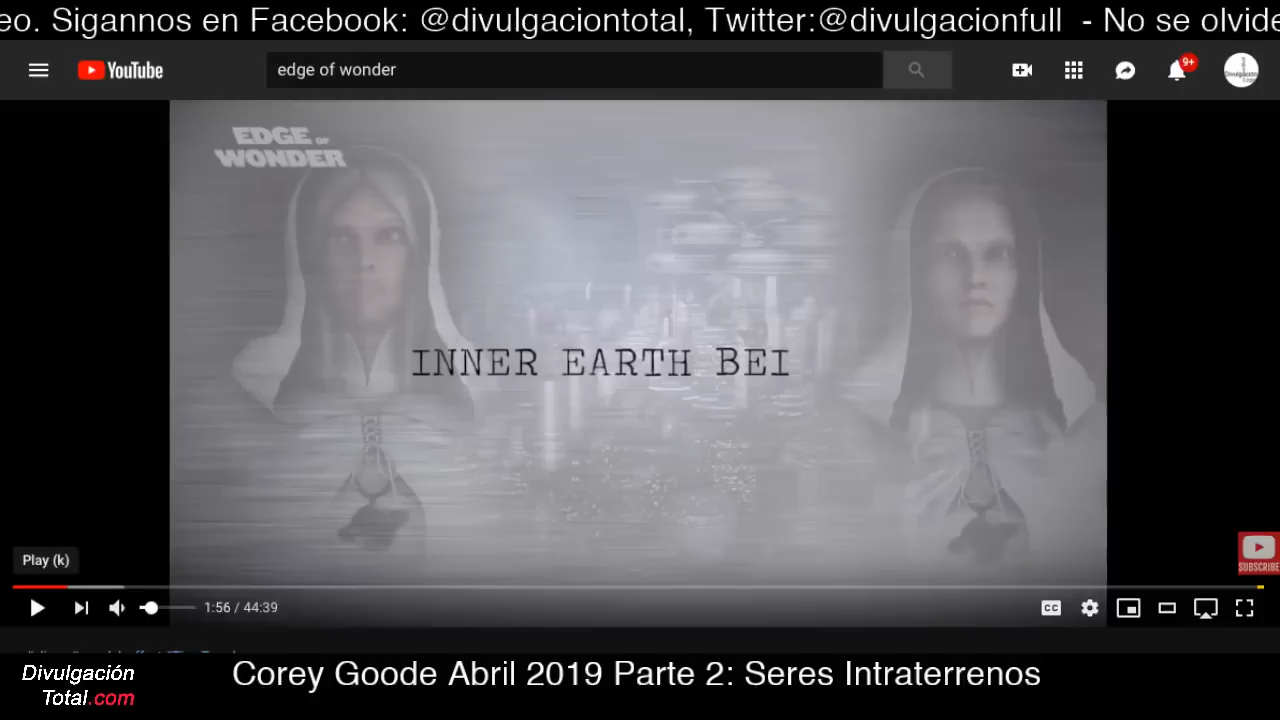 eo. Sigannos en Facebook: @divulgaciontotal, Twitter:@divulgacionfull - No se olvide
YouTube
edge of wonder
9+
EDGE OF
WONDER
INNER EARTH BEI
Play (k)
SUBSCRIBE
1:56 / 44:39
CC
Divulgación
Total.com
Corey Goode Abril 2019 Parte 2: Seres Intraterrenos